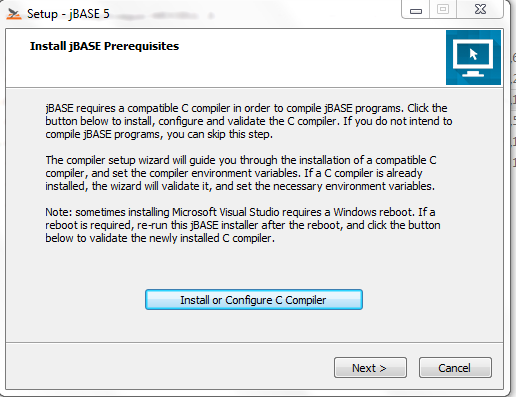 Setup - jBASE 5
Install jBASE Prerequisites
jBASE requires a compatible C compiler in order to compile jBASE programs. Click the
button below to install, configure and validate the C compiler. If you do not intend to
compile jBASE programs, you can skip this step.
The compiler setup wizard will guide you through the installation of a compatible C
compiler, and set the compiler environment variables. If a C compiler is already
installed, the wizard will validate it, and set the necessary environment variables.
Note: sometimes installing Microsoft Visual Studio requires a Windows reboot. If a
reboot is required, re-run this jBASE installer after the reboot, and click the button
below to validate the newly installed C compiler.
Install or Configure C Compiler
Next >
Cancel